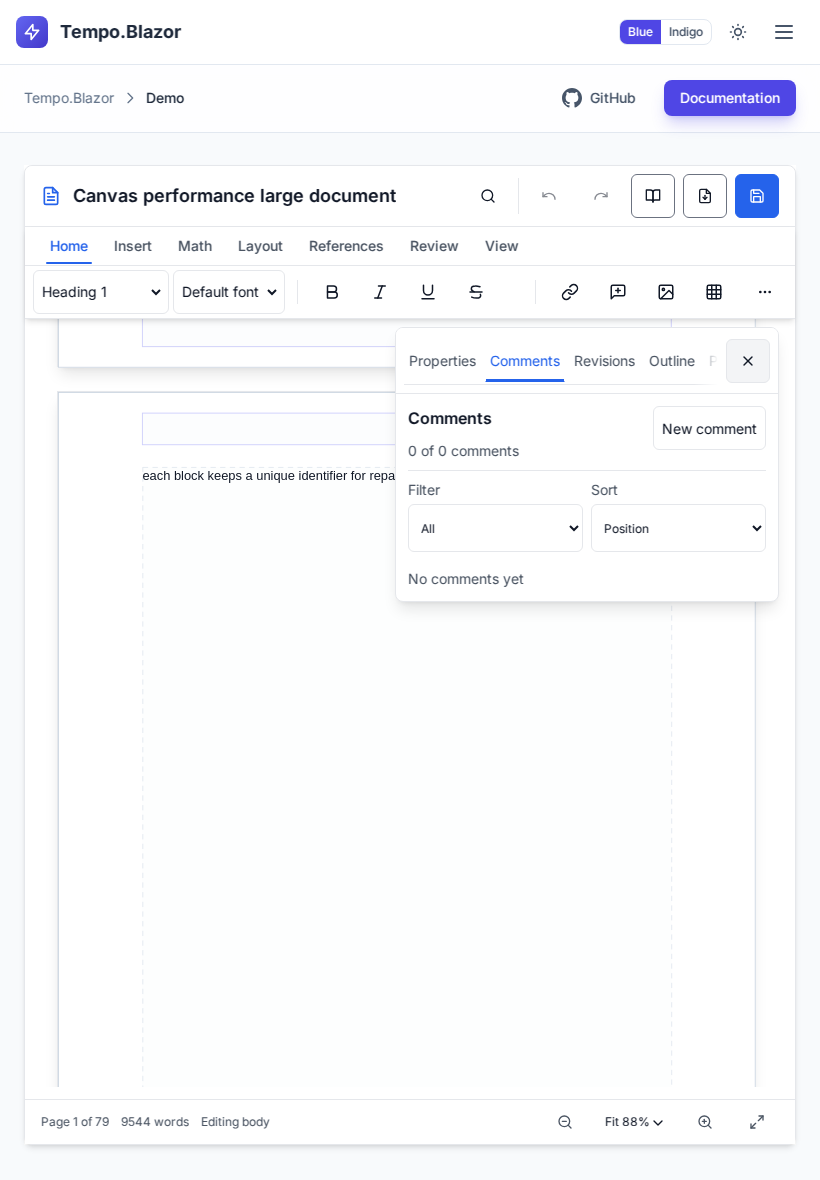 Tempo.Blazor
Blue Indigo
Tempo.Blazor Demo
GitHub
Documentation
Canvas performance large document
Home Insert Math Layout References Review View
Heading 1 Default font
Properties Comments Revisions Outline
Comments
New comment
0 of 0 comments
each block keeps a unique identifier for repa
Filter Sort
All Position
No comments yet
Page 1 of 79 9544 words Editing body
Fit 88%